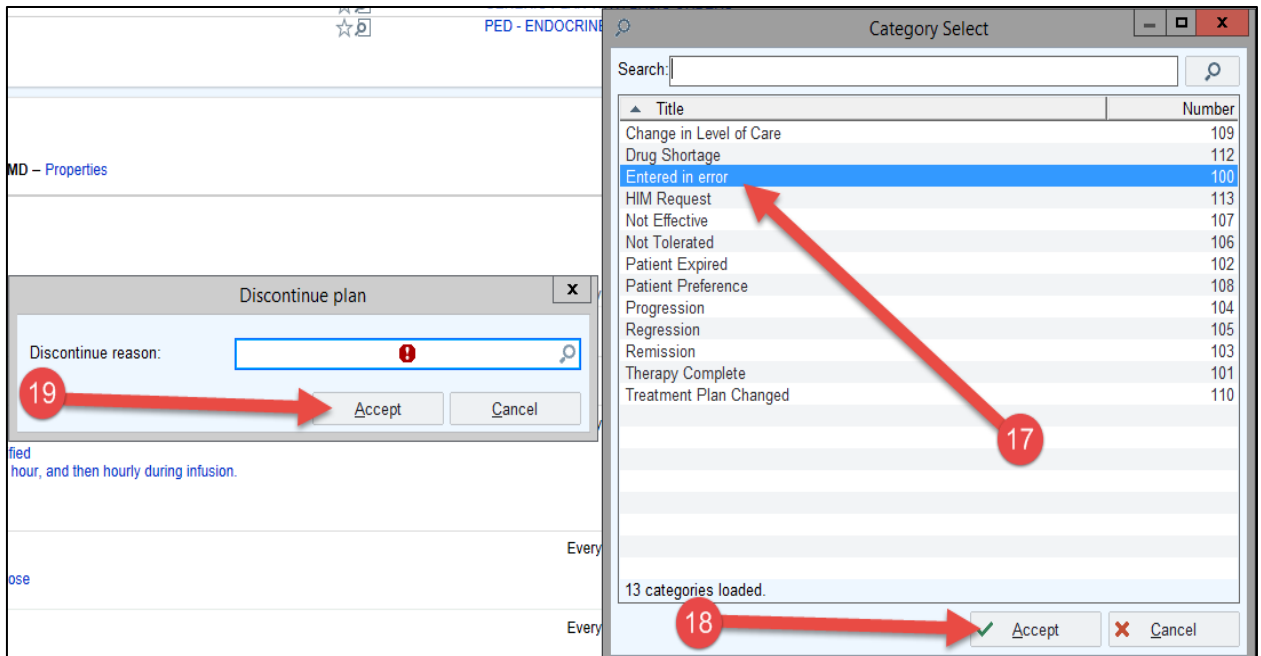 PED - ENDOCRINE
MD – Properties
Discontinue plan
Discontinue reason:
19
Accept
Cancel
fied
hour, and then hourly during infusion.
Every
ose
Every
Category Select
Search:
Title Number
Change in Level of Care 109
Drug Shortage 112
Entered in error 100
HIM Request 113
Not Effective 107
Not Tolerated 106
Patient Expired 102
Patient Preference 108
Progression 104
Regression 105
Remission 103
Therapy Complete 101
Treatment Plan Changed 110
17
13 categories loaded.
18
Accept
Cancel